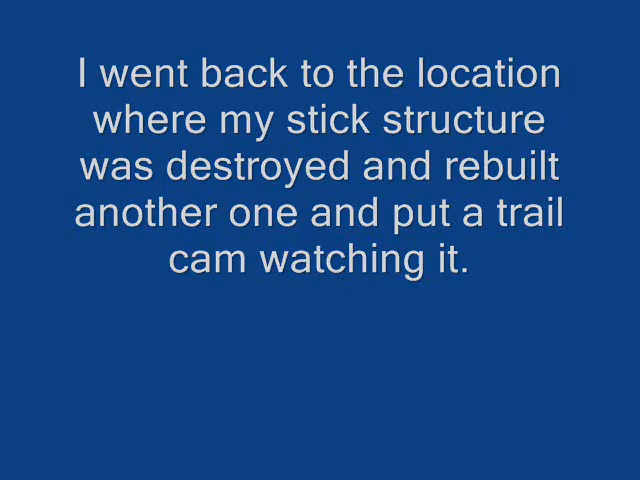 I went back to the location
where my stick structure
was destroyed and rebuilt
another one and put a trail
cam watching it.